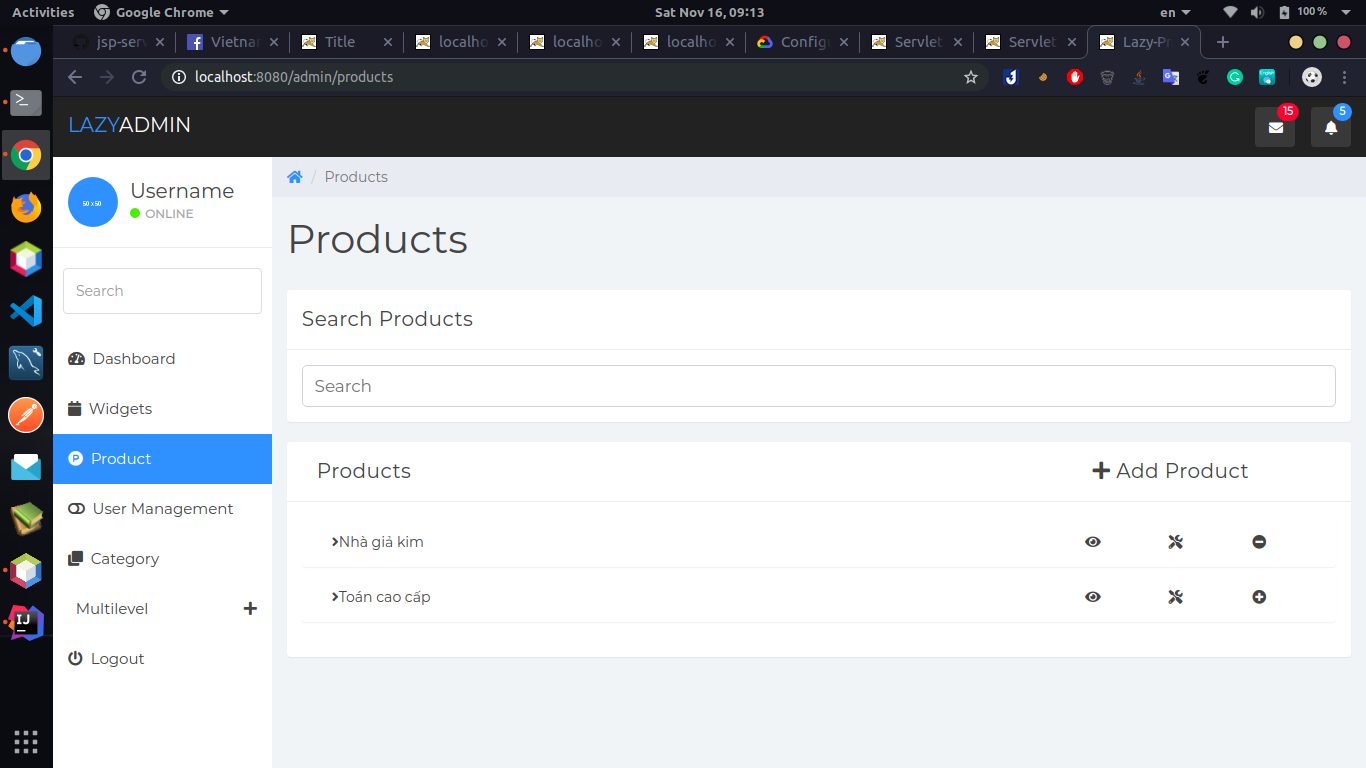 Activities Google Chrome Sat Nov 16, 09:13 en 100 %
jsp-serv Vietnam Title localho localho localho Config Servlet Servlet Lazy-Pr
localhost:8080/admin/products
LAZYADMIN 15 5
50 x 50 Username
ONLINE
Search
Dashboard
Widgets
Product
User Management
Category
Multilevel
Logout
Products
Products
Search Products
Search
Products Add Product
Nhà giả kim
Toán cao cấp